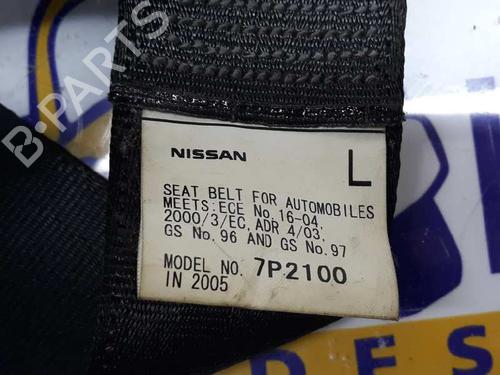 B-PARTS
NISSAN L
SEAT BELT FOR AUTOMOBILES
MEETS:ECE No.16-04,
2000/3/EC, ADR 4/03,
GS No. 96 AND GS No. 97
MODEL NO. 7P2100
IN 2005
DES